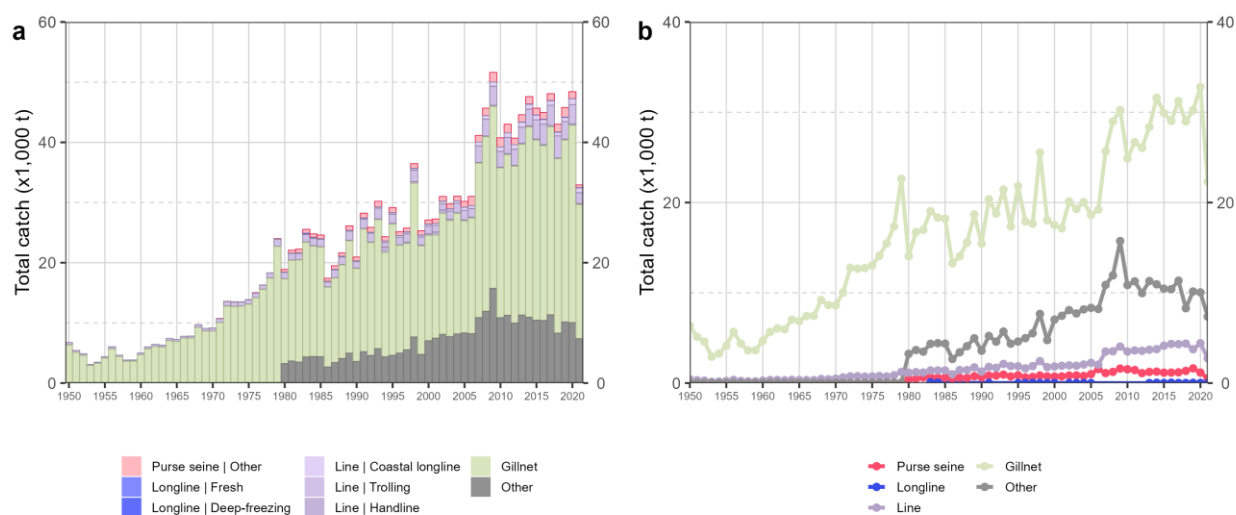 a
Total catch (x1,000 t)
60
40
20
0
60
40
20
0
1950 1955 1960 1965 1970 1975 1980 1985 1990 1995 2000 2005 2010 2015 2020
Purse seine | Other
Longline | Fresh
Longline | Deep-freezing
Line | Coastal longline
Line | Trolling
Line | Handline
Gillnet
Other
b
Total catch (x1,000 t)
40
20
0
40
20
0
1950 1955 1960 1965 1970 1975 1980 1985 1990 1995 2000 2005 2010 2015 2020
Purse seine
Longline
Line
Gillnet
Other